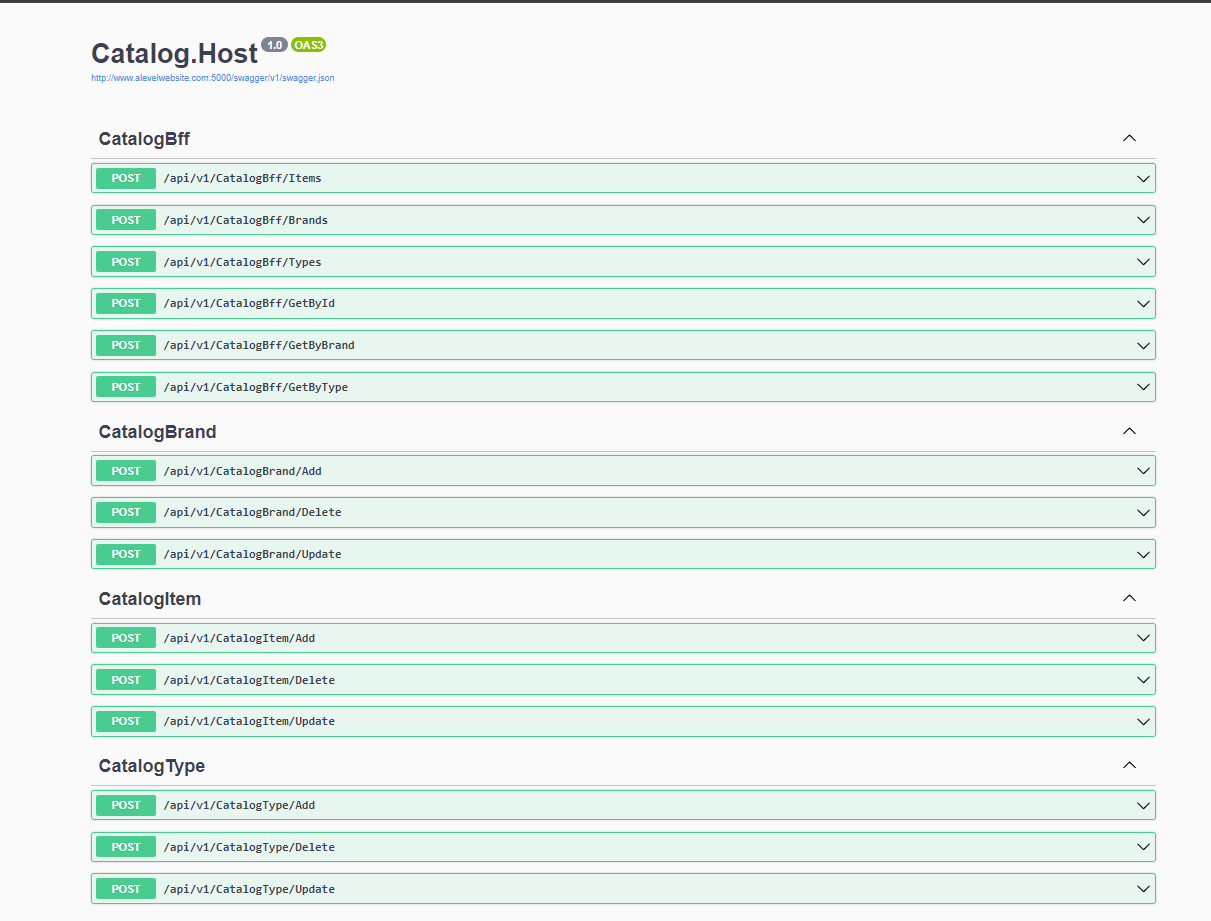 Catalog.Host 1.0 OAS3
http://www.alevelwebsite.com:5000/swagger/v1/swagger.json
CatalogBff
POST /api/v1/CatalogBff/Items
POST /api/v1/CatalogBff/Brands
POST /api/v1/CatalogBff/Types
POST /api/v1/CatalogBff/GetById
POST /api/v1/CatalogBff/GetByBrand
POST /api/v1/CatalogBff/GetByType
CatalogBrand
POST /api/v1/CatalogBrand/Add
POST /api/v1/CatalogBrand/Delete
POST /api/v1/CatalogBrand/Update
CatalogItem
POST /api/v1/CatalogItem/Add
POST /api/v1/CatalogItem/Delete
POST /api/v1/CatalogItem/Update
CatalogType
POST /api/v1/CatalogType/Add
POST /api/v1/CatalogType/Delete
POST /api/v1/CatalogType/Update